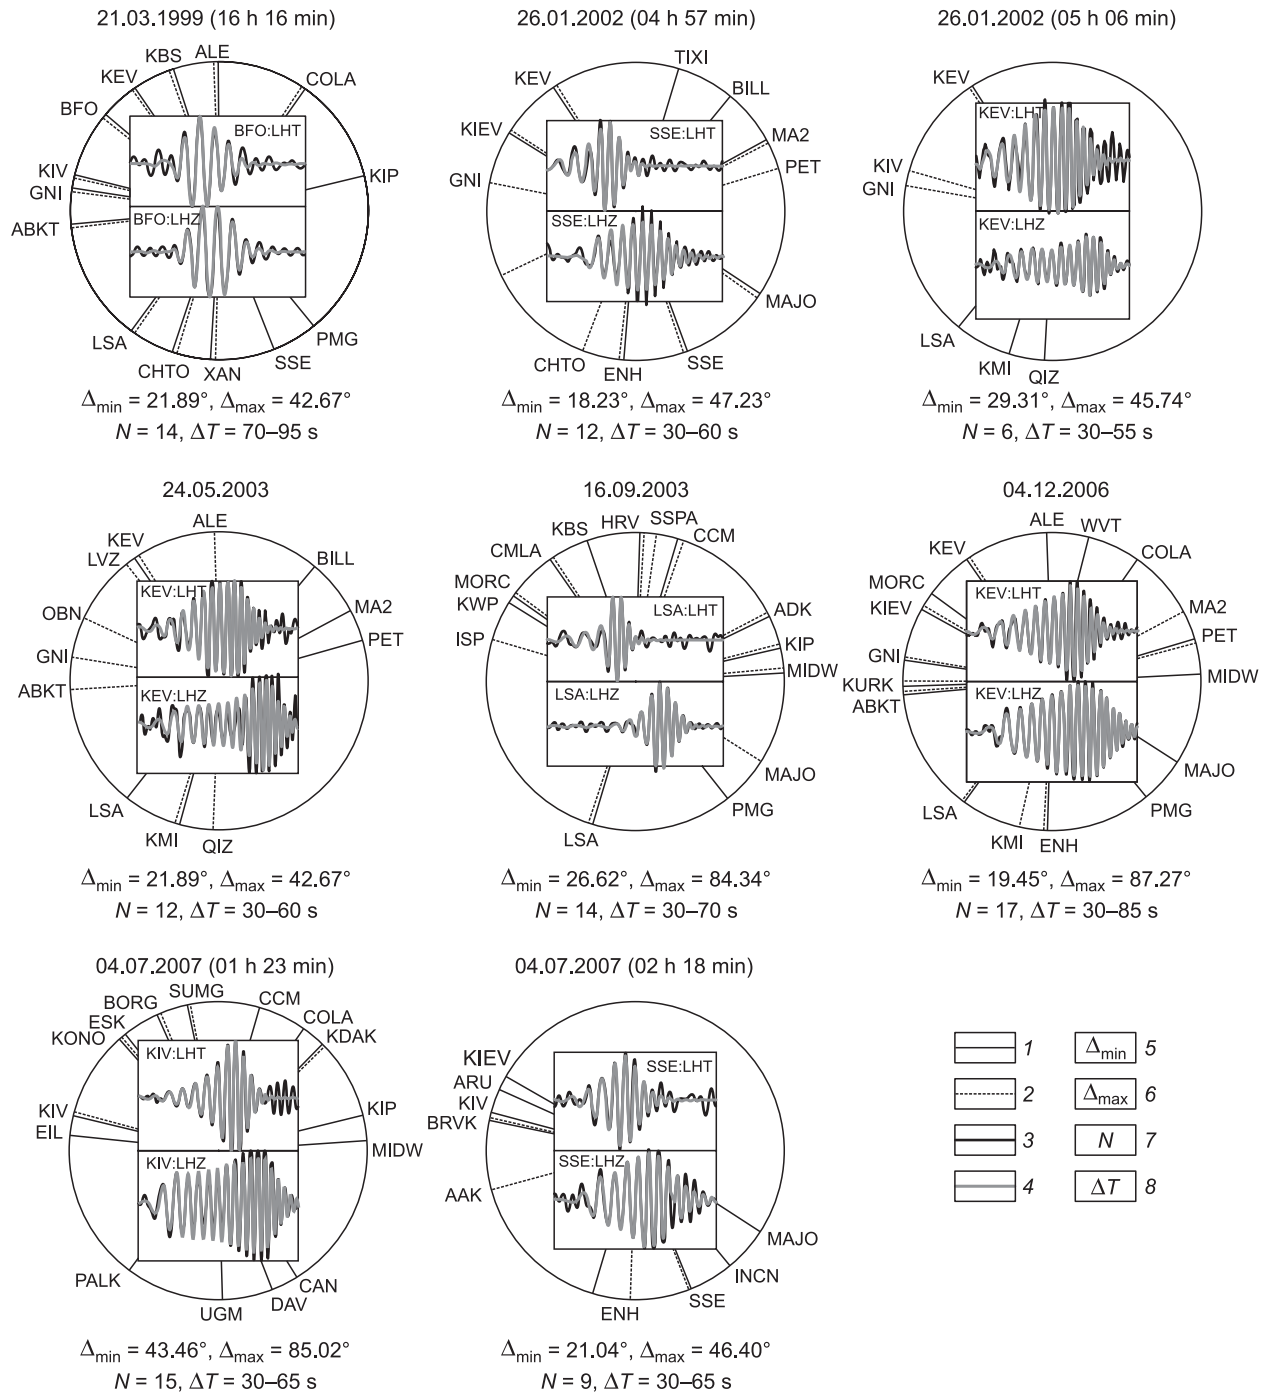 21.03.1999 (16 h 16 min)
KBS ALE
KEV COLA
BFO
BFO:LHT
KIV KIP
GNI
ABKT BFO:LHZ
LSA PMG
CHTO XAN SSE
Δmin = 21.89°, Δmax = 42.67°
N = 14, ΔT = 70–95 s
26.01.2002 (04 h 57 min)
TIXI
KEV BILL
KIEV SSE:LHT MA2
GNI PET
SSE:LHZ
MAJO
CHTO ENH SSE
Δmin = 18.23°, Δmax = 47.23°
N = 12, ΔT = 30–60 s
26.01.2002 (05 h 06 min)
KEV
KEV:LHT
KIV
GNI
KEV:LHZ
LSA
KMI QIZ
Δmin = 29.31°, Δmax = 45.74°
N = 6, ΔT = 30–55 s
24.05.2003
ALE
KEV
LVZ BILL
KEV:LHT
OBN MA2
PET
GNI
ABKT KEV:LHZ
LSA
KMI QIZ
Δmin = 21.89°, Δmax = 42.67°
N = 12, ΔT = 30–60 s
16.09.2003
HRV SSPA
KBS CCM
CMLA
MORC
KWP LSA:LHT ADK
ISP KIP
MIDW
LSA:LHZ
MAJO
PMG
LSA
Δmin = 26.62°, Δmax = 84.34°
N = 14, ΔT = 30–70 s
04.12.2006
ALE WVT
KEV COLA
MORC KEV:LHT
KIEV MA2
PET
GNI
KURK MIDW
ABKT KEV:LHZ
MAJO
LSA PMG
KMI ENH
Δmin = 19.45°, Δmax = 87.27°
N = 17, ΔT = 30–85 s
04.07.2007 (01 h 23 min)
BORG SUMG CCM
ESK COLA
KONO KDAK
KIV:LHT
KIV KIP
EIL MIDW
KIV:LHZ
PALK CAN
UGM DAV
Δmin = 43.46°, Δmax = 85.02°
N = 15, ΔT = 30–65 s
04.07.2007 (02 h 18 min)
KIEV
SSE:LHT
ARU
KIV
BRVK
SSE:LHZ
AAK
MAJO
INCN
ENH SSE
Δmin = 21.04°, Δmax = 46.40°
N = 9, ΔT = 30–65 s
1 Δmin 5
2 Δmax 6
3 N 7
4 ΔT 8